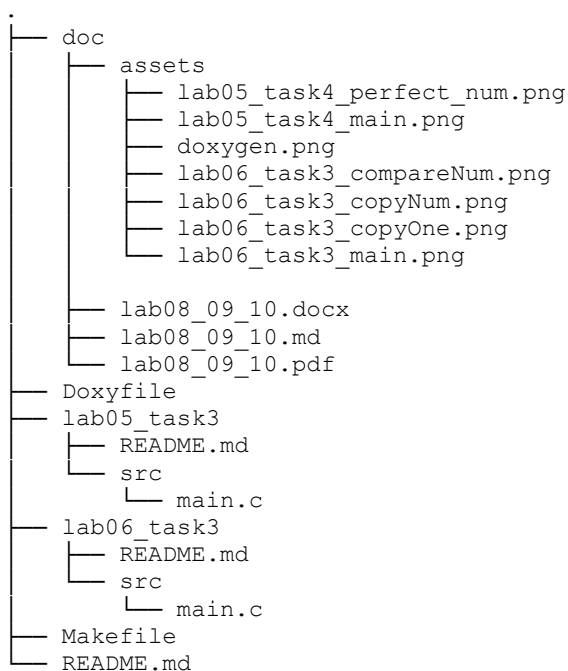 .
├── doc
│   ├── assets
│   │   ├── lab05_task4_perfect_num.png
│   │   ├── lab05_task4_main.png
│   │   ├── doxygen.png
│   │   ├── lab06_task3_compareNum.png
│   │   ├── lab06_task3_copyNum.png
│   │   ├── lab06_task3_copyOne.png
│   │   └── lab06_task3_main.png
│   ├── lab08_09_10.docx
│   ├── lab08_09_10.md
│   └── lab08_09_10.pdf
├── Doxyfile
├── lab05_task3
│   ├── README.md
│   └── src
│       └── main.c
├── lab06_task3
│   ├── README.md
│   └── src
│       └── main.c
├── Makefile
└── README.md